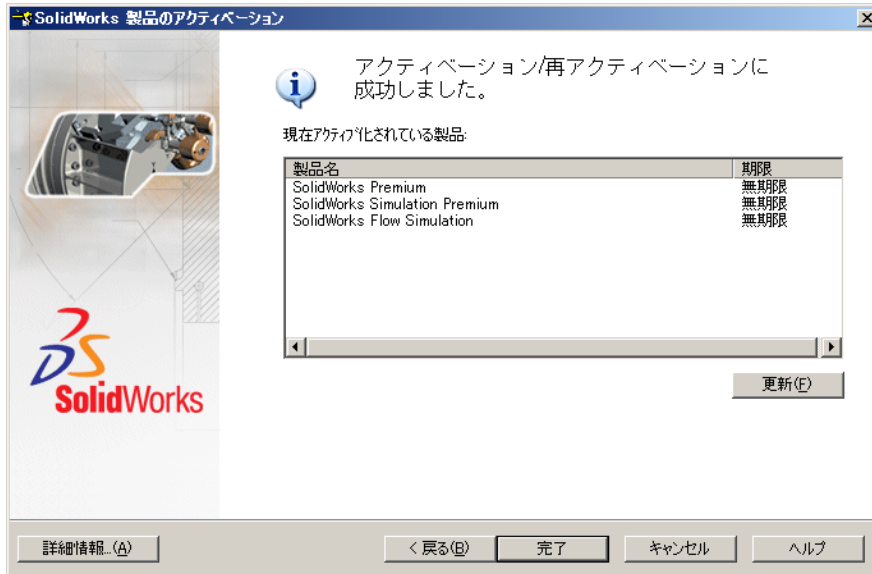 SolidWorks 製品のアクティベーション
アクティベーション/再アクティベーションに
成功しました。
現在アクティブ化されている製品:
製品名 期限
SolidWorks Premium 無期限
SolidWorks Simulation Premium 無期限
SolidWorks Flow Simulation 無期限
更新(F)
SolidWorks
詳細情報...(A)
< 戻る(B)
完了
キャンセル
ヘルプ